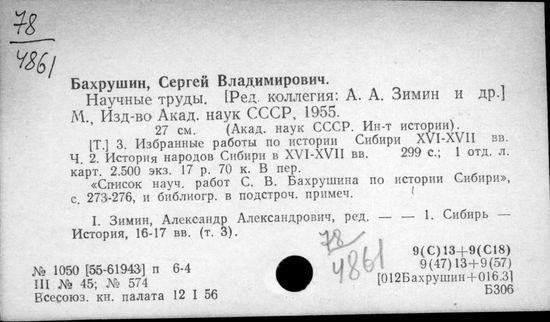 78
4861
Бахрушин, Сергей Владимирович.
Научные труды. [Ред. коллегия: А. А. Зимин и др.]
М., Изд-во Акад. наук СССР, 1955.
27 см. (Акад. наук СССР. Ин-т истории).
[Т.] 3. Избранные работы по истории Сибири XVI-XVII вв.
Ч. 2. История народов Сибири в XVI-XVII вв. 299 с.; 1 отд. л.
карт. 2.500 экз. 17 р. 70 к. В пер.
«Список науч. работ С. В. Бахрушина по истории Сибири»,
с. 273-276, и библиогр. в подстроч. примеч.
I. Зимин, Александр Александрович, ред. — — 1. Сибирь —
История, 16-17 вв. (т. 3).
78
4861
№ 1050 [55-61943] п 6-4
III № 45; № 574
Всесоюз. кн. палата 12 I 56
9(С)13+9(С18)
9(47)13+9(57)
[012Бахрушин+016.3]
Б306